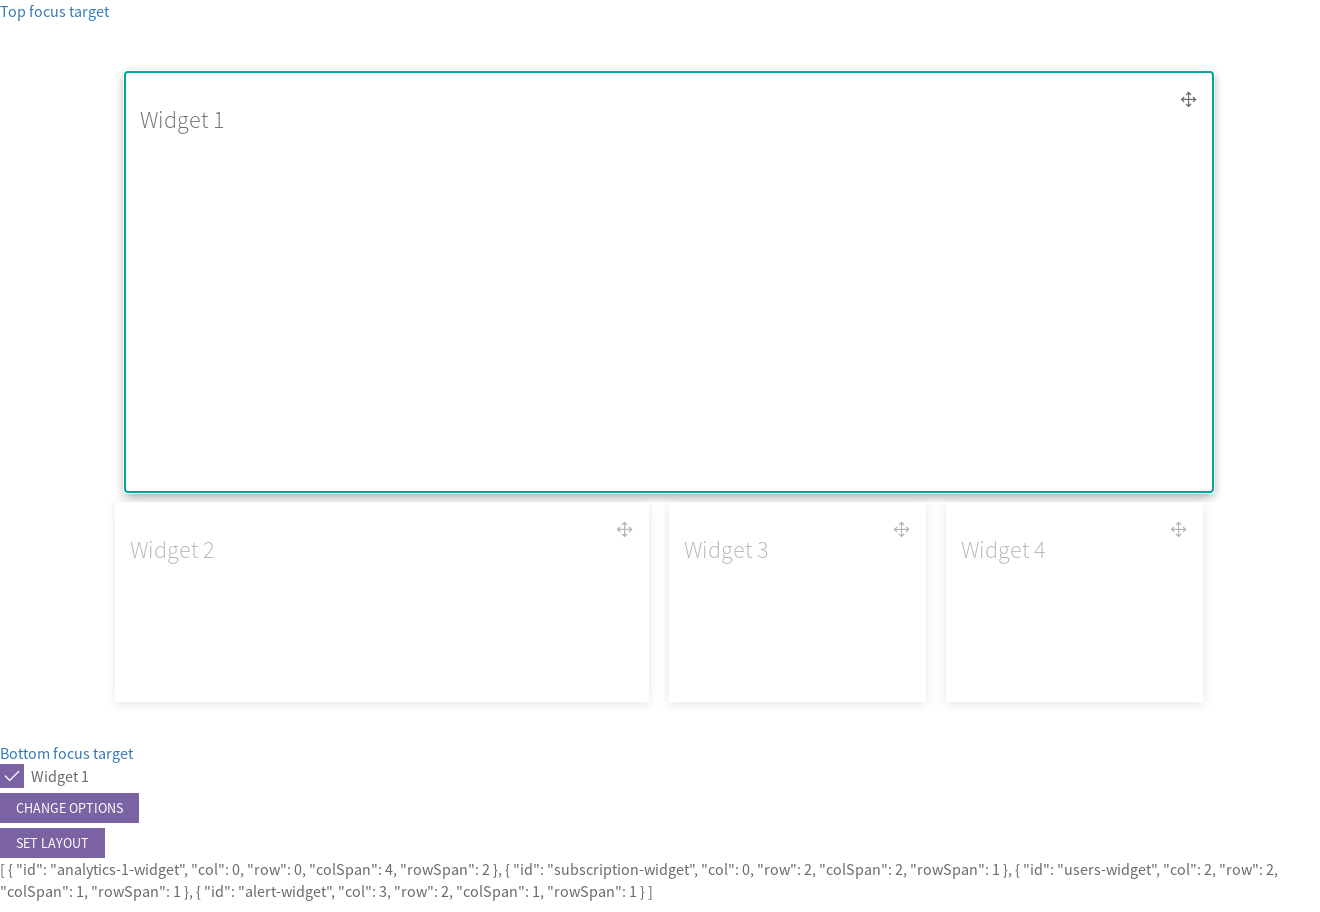 Top focus target
Widget 1
Widget 2
Widget 3
Widget 4
Bottom focus target
Widget 1
CHANGE OPTIONS
SET LAYOUT
[ { "id": "analytics-1-widget", "col": 0, "row": 0, "colSpan": 4, "rowSpan": 2 }, { "id": "subscription-widget", "col": 0, "row": 2, "colSpan": 2, "rowSpan": 1 }, { "id": "users-widget", "col": 2, "row": 2,
"colSpan": 1, "rowSpan": 1 }, { "id": "alert-widget", "col": 3, "row": 2, "colSpan": 1, "rowSpan": 1 } ]